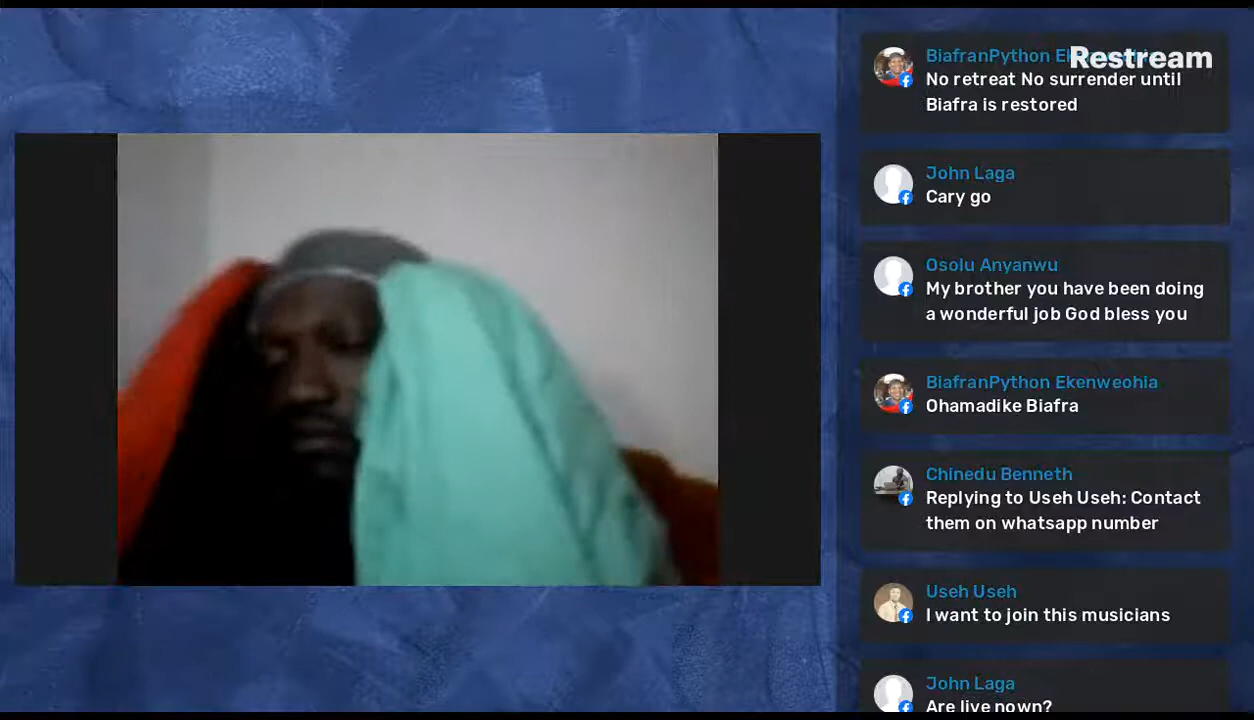 BiafranPython
Restream
No retreat No surrender until
Biafra is restored
John Laga
Cary go
Osolu Anyanwu
My brother you have been doing
a wonderful job God bless you
BiafranPython Ekenweohia
Ohamadike Biafra
Chinedu Benneth
Replying to Useh Useh: Contact
them on whatsapp number
Useh Useh
I want to join this musicians
John Laga
Are live nown?